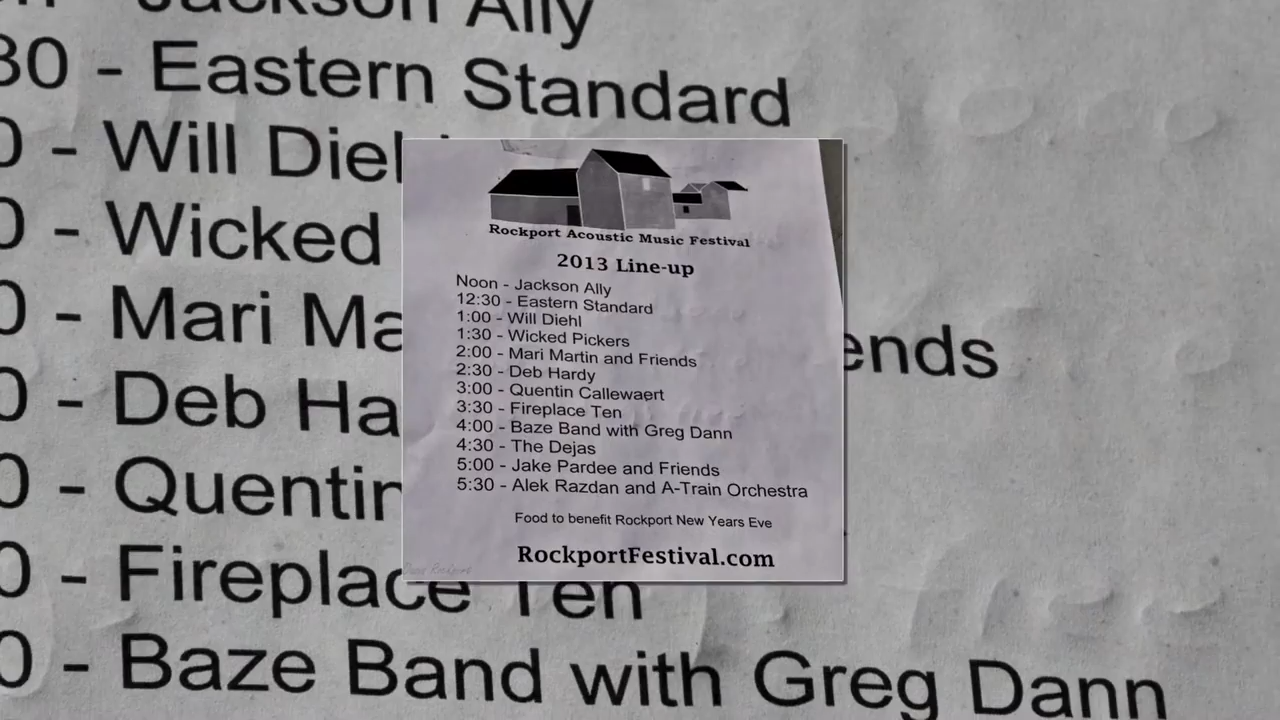 Jackson Ally
30 - Eastern Standard
0 - Will Diehl
0 - Wicked
0 - Mari Ma
ends
0 - Deb Ha
0 - Quentin
0 - Fireplace Ten
0 - Baze Band with Greg Dann
Rockport Acoustic Music Festival
2013 Line-up
Noon - Jackson Ally
12:30 - Eastern Standard
1:00 - Will Diehl
1:30 - Wicked Pickers
2:00 - Mari Martin and Friends
2:30 - Deb Hardy
3:00 - Quentin Callewaert
3:30 - Fireplace Ten
4:00 - Baze Band with Greg Dann
4:30 - The Dejas
5:00 - Jake Pardee and Friends
5:30 - Alek Razdan and A-Train Orchestra
Food to benefit Rockport New Years Eve
RockportFestival.com